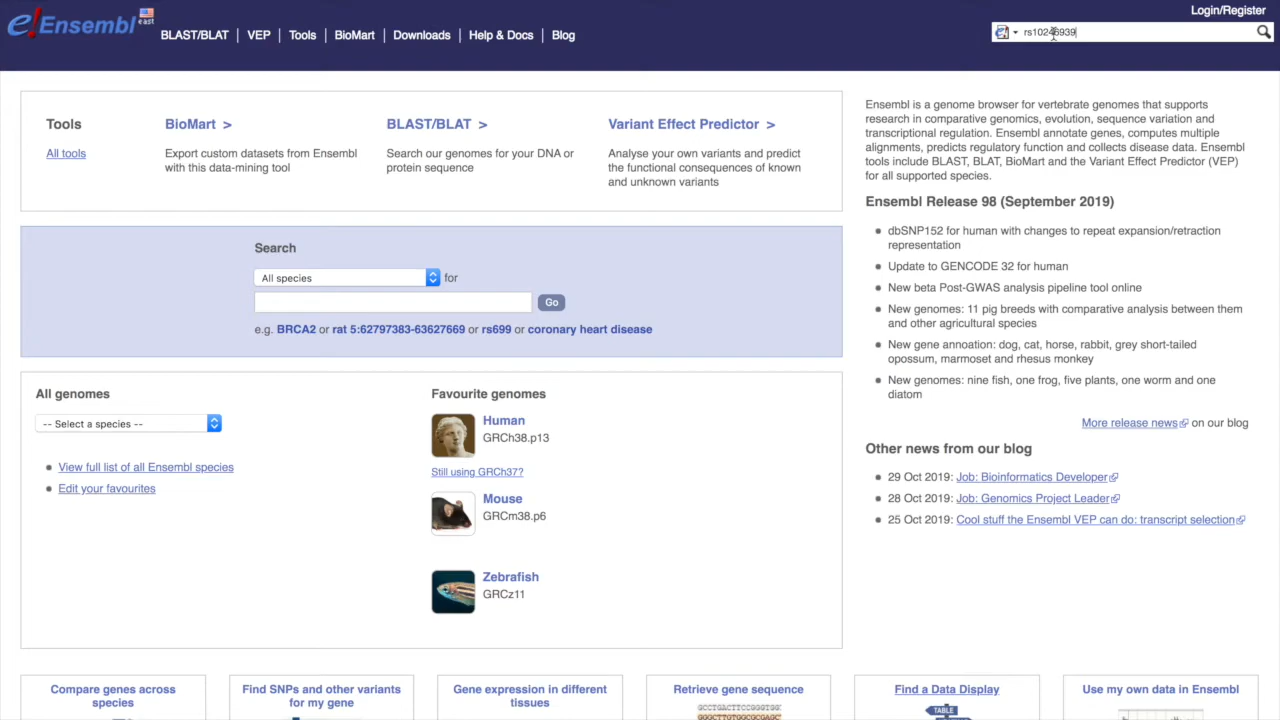 Login/Register
e!Ensembl east
BLAST/BLAT | VEP | Tools | BioMart | Downloads | Help & Docs | Blog
rs10246939
Tools
All tools
BioMart >
Export custom datasets from Ensembl
with this data-mining tool
BLAST/BLAT >
Search our genomes for your DNA or
protein sequence
Variant Effect Predictor >
Analyse your own variants and predict
the functional consequences of known
and unknown variants
Search
All species for
Go
e.g. BRCA2 or rat 5:62797383-63627669 or rs699 or coronary heart disease
All genomes
-- Select a species --
View full list of all Ensembl species
Edit your favourites
Favourite genomes
Human
GRCh38.p13
Still using GRCh37?
Mouse
GRCm38.p6
Zebrafish
GRCz11
Ensembl is a genome browser for vertebrate genomes that supports
research in comparative genomics, evolution, sequence variation and
transcriptional regulation. Ensembl annotate genes, computes multiple
alignments, predicts regulatory function and collects disease data. Ensembl
tools include BLAST, BLAT, BioMart and the Variant Effect Predictor (VEP)
for all supported species.
Ensembl Release 98 (September 2019)
dbSNP152 for human with changes to repeat expansion/retraction
representation
Update to GENCODE 32 for human
New beta Post-GWAS analysis pipeline tool online
New genomes: 11 pig breeds with comparative analysis between them
and other agricultural species
New gene annoation: dog, cat, horse, rabbit, grey short-tailed
opossum, marmoset and rhesus monkey
New genomes: nine fish, one frog, five plants, one worm and one
diatom
More release news on our blog
Other news from our blog
29 Oct 2019: Job: Bioinformatics Developer
28 Oct 2019: Job: Genomics Project Leader
25 Oct 2019: Cool stuff the Ensembl VEP can do: transcript selection
Compare genes across
species
Find SNPs and other variants
for my gene
Gene expression in different
tissues
Retrieve gene sequence
GCCTGACTTCCGGGTGG
GGGCTTGTGGCGCGAGC
Find a Data Display
TABLE
Use my own data in Ensembl